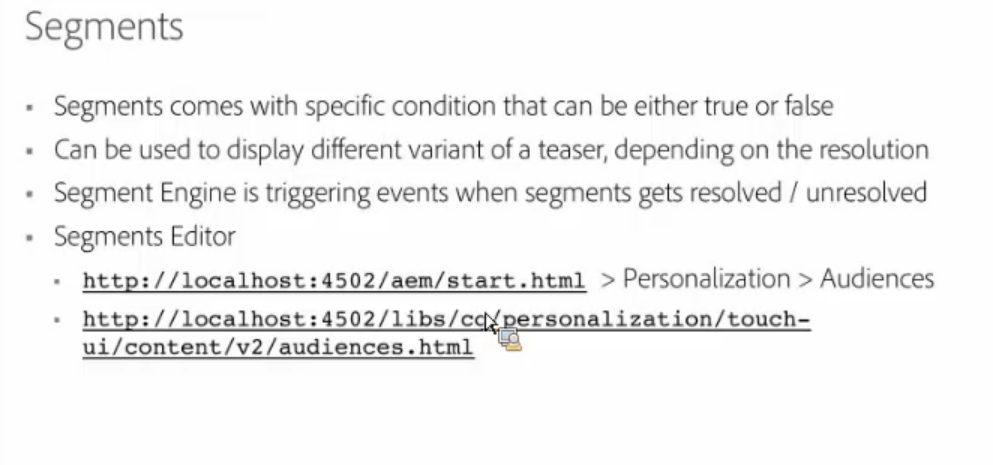 Segments
Segments comes with specific condition that can be either true or false
Can be used to display different variant of a teaser, depending on the resolution
Segment Engine is triggering events when segments gets resolved / unresolved
Segments Editor
http://localhost:4502/aem/start.html > Personalization > Audiences
http://localhost:4502/libs/cq/personalization/touch-
ui/content/v2/audiences.html